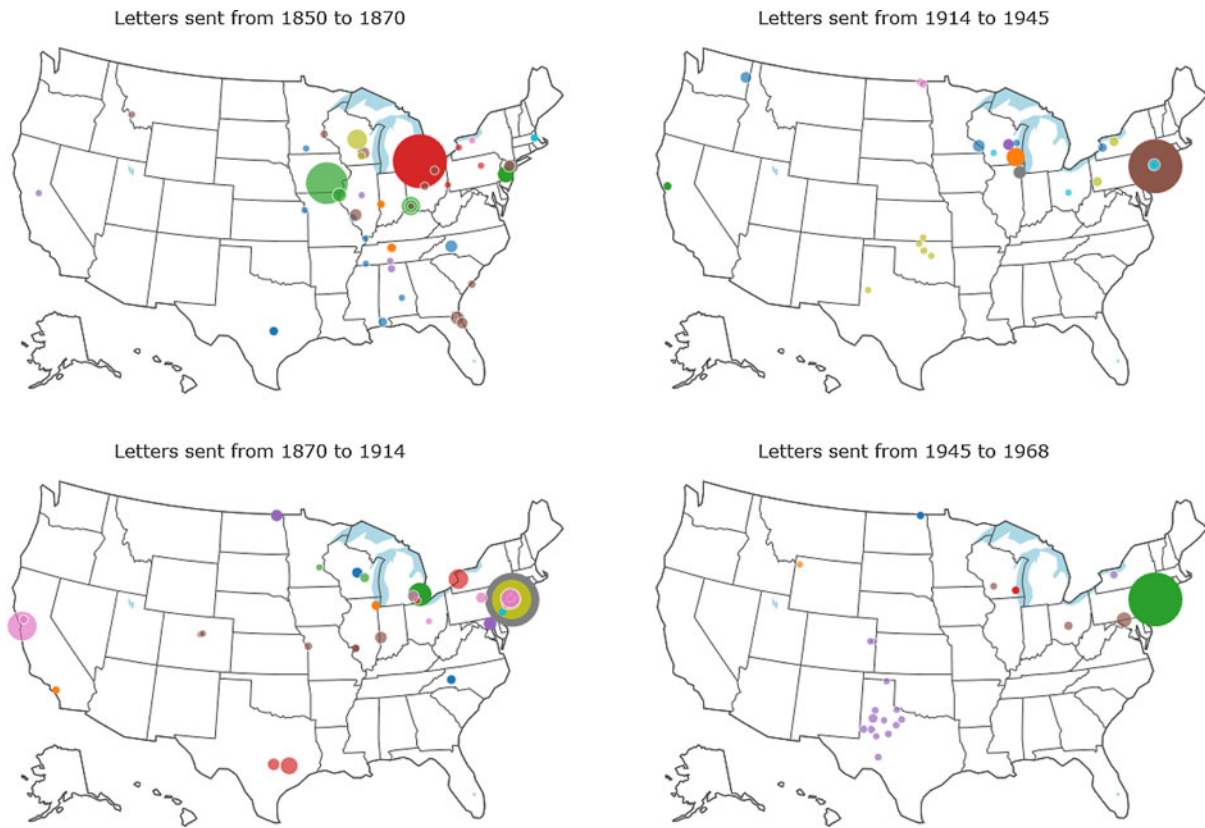 Letters sent from 1850 to 1870
Letters sent from 1914 to 1945
Letters sent from 1870 to 1914
Letters sent from 1945 to 1968